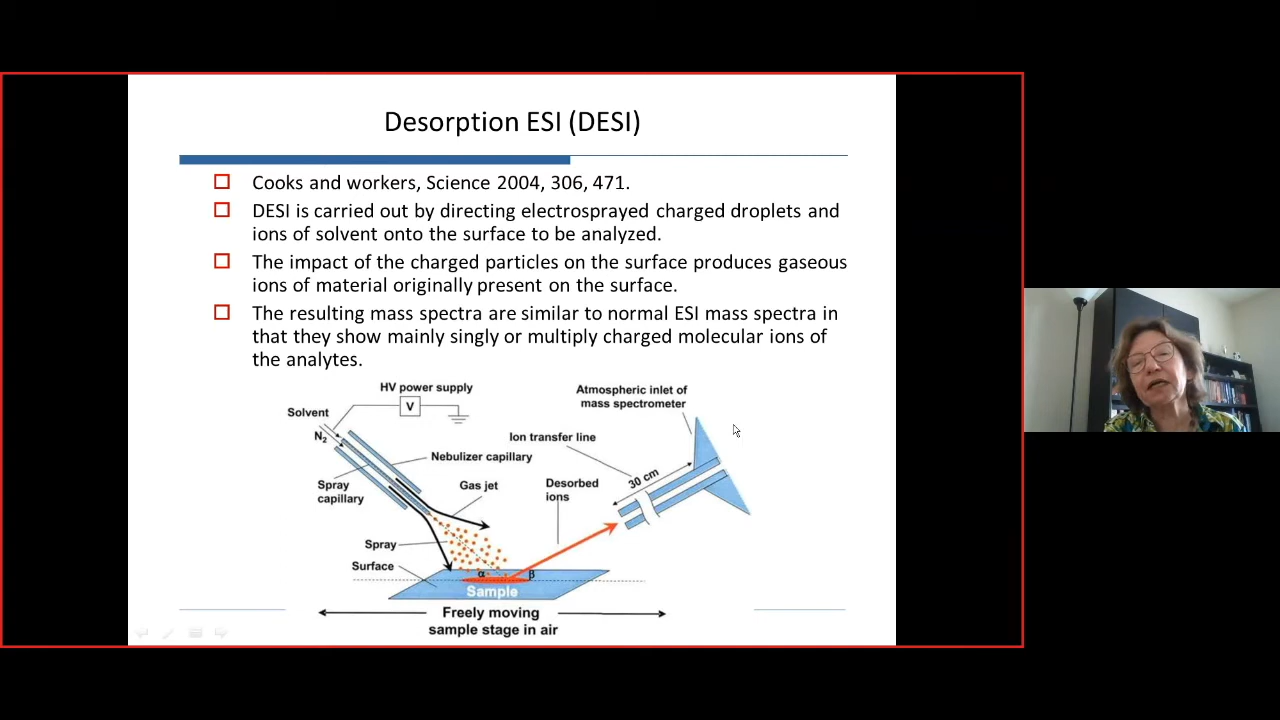 Desorption ESI (DESI)
Cooks and workers, Science 2004, 306, 471.
DESI is carried out by directing electrosprayed charged droplets and
ions of solvent onto the surface to be analyzed.
The impact of the charged particles on the surface produces gaseous
ions of material originally present on the surface.
The resulting mass spectra are similar to normal ESI mass spectra in
that they show mainly singly or multiply charged molecular ions of
the analytes.
HV power supply
V
Solvent
N2
Nebulizer capillary
Spray
capillary
Gas jet
Spray
Surface
α
β
Sample
Desorbed
ions
Ion transfer line
30 cm
Atmospheric inlet of
mass spectrometer
Freely moving
sample stage in air